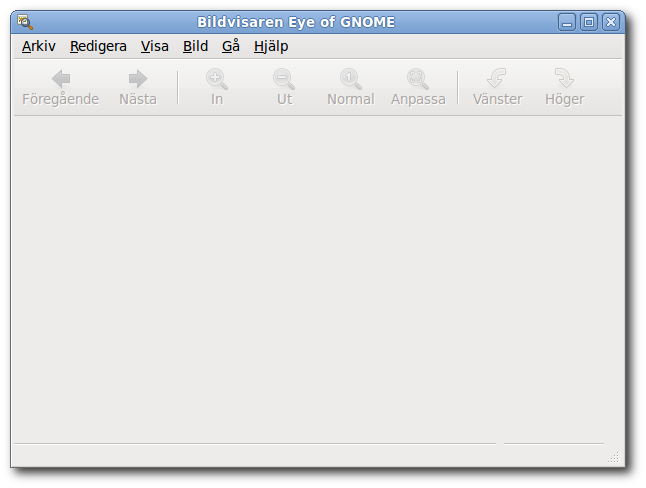 Bildvisaren Eye of GNOME
Arkiv Redigera Visa Bild Gå Hjälp
Föregående Nästa In Ut Normal Anpassa Vänster Höger